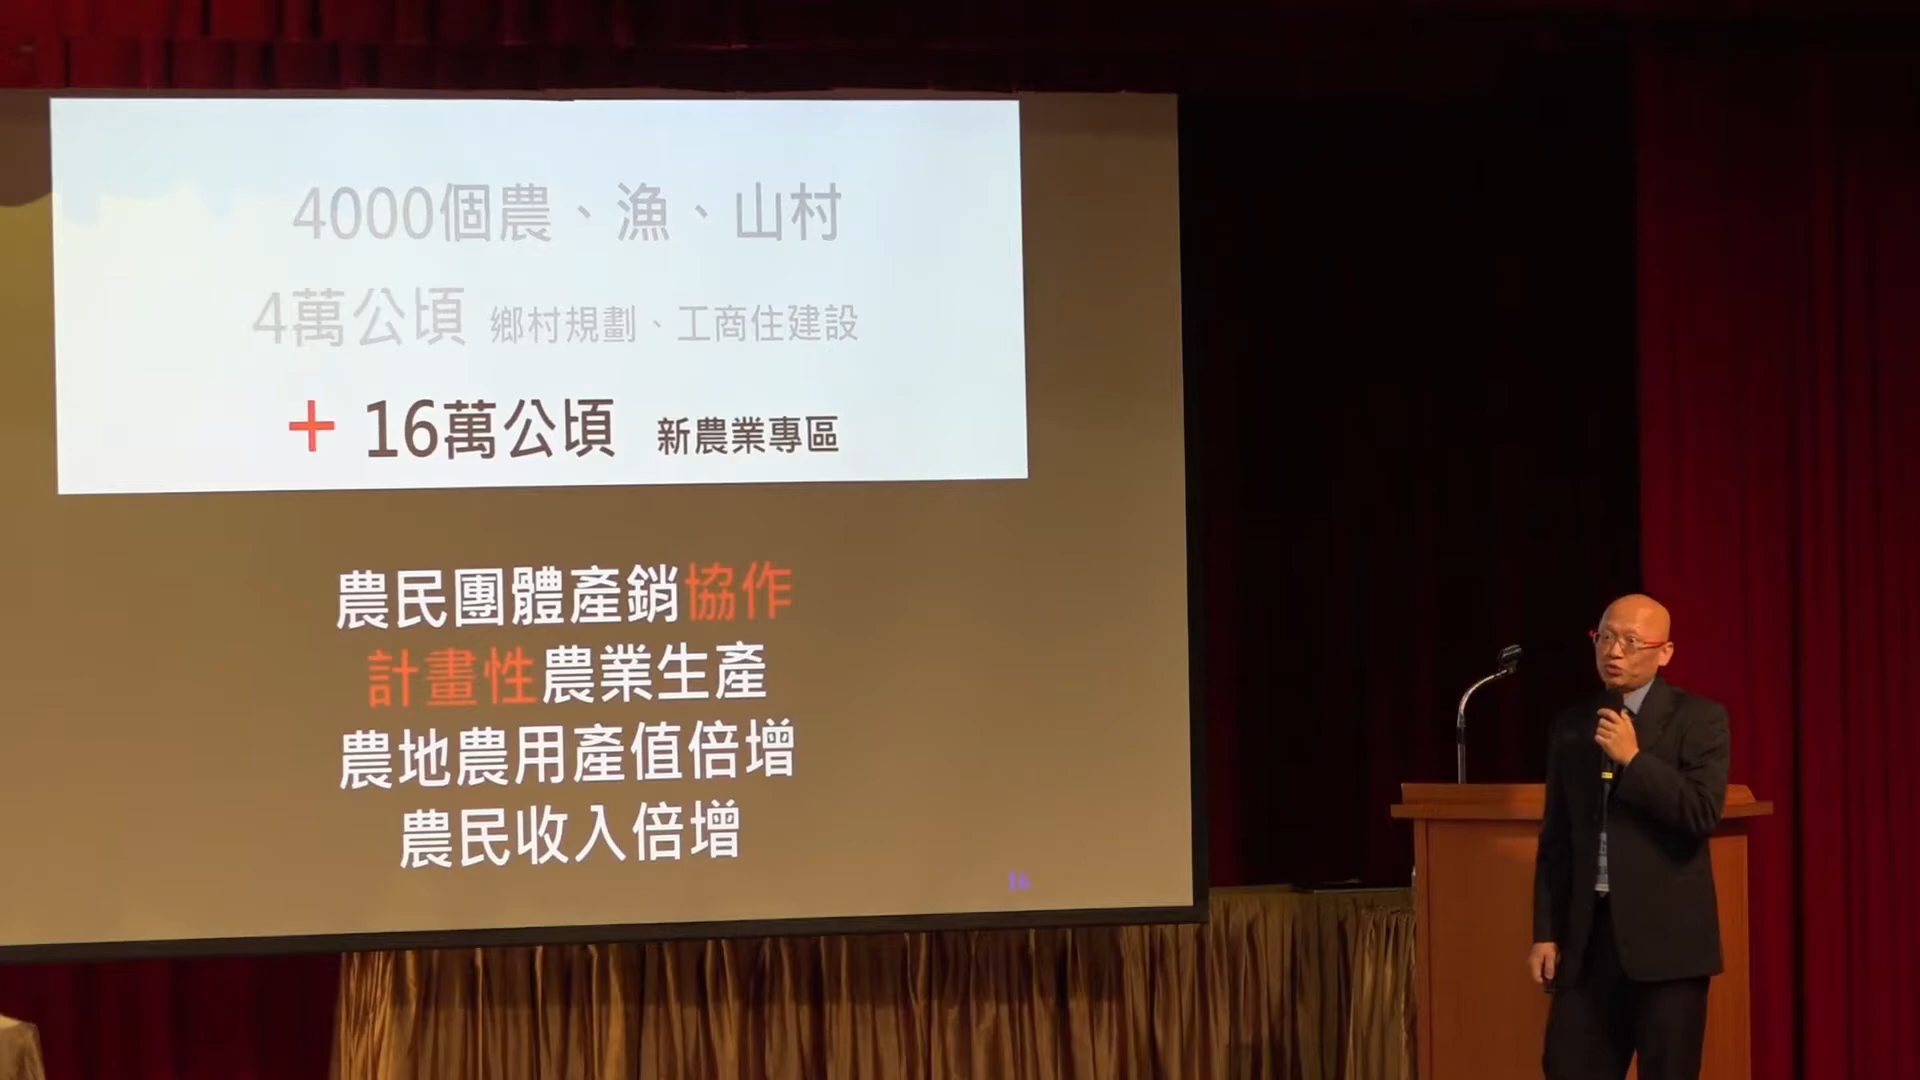 4000個農、漁、山村
4萬公頃 鄉村規劃、工商住建設
+ 16萬公頃 新農業專區
農民團體產銷協作
計畫性農業生產
農地農用產值倍增
農民收入倍增
16